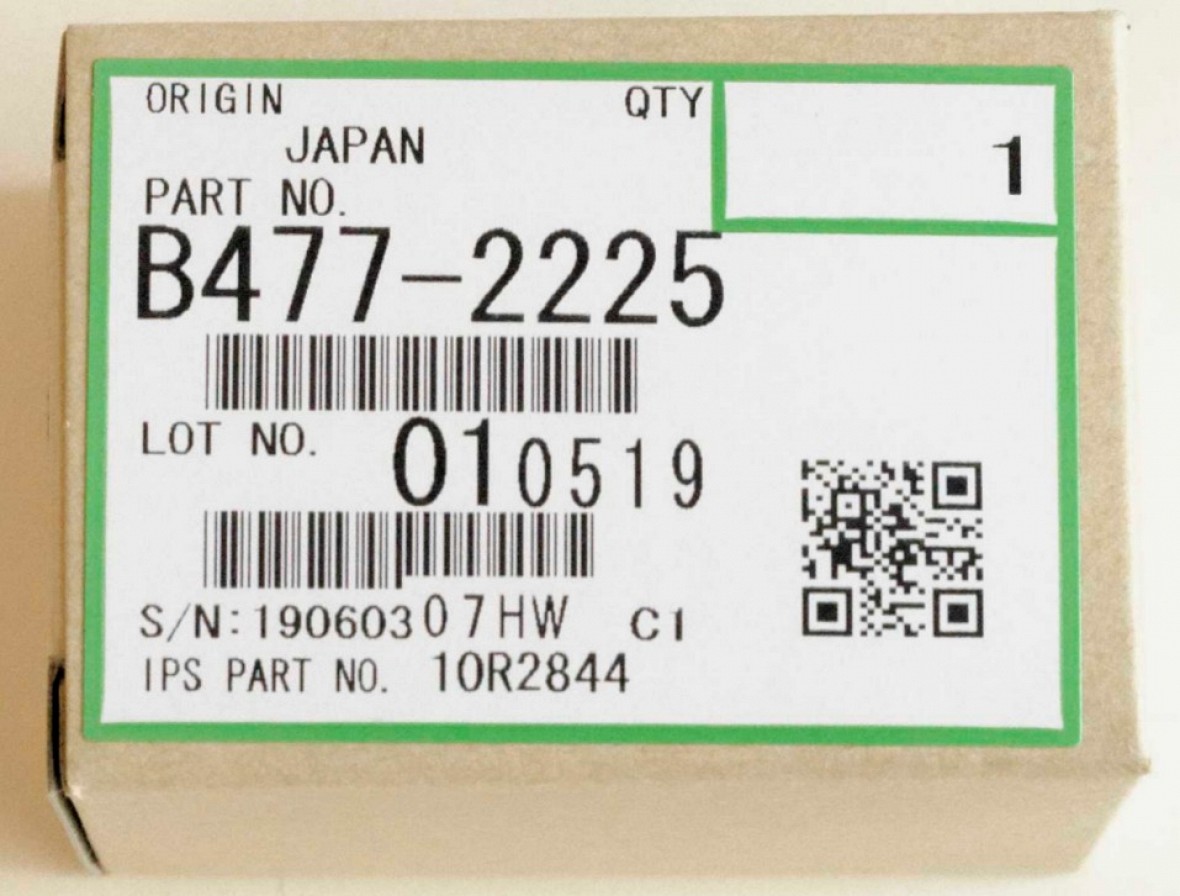 ORIGIN QTY
JAPAN 1
PART NO.
B477-2225
LOT NO. 010519
S/N:19060307HW C1
IPS PART NO. 10R2844